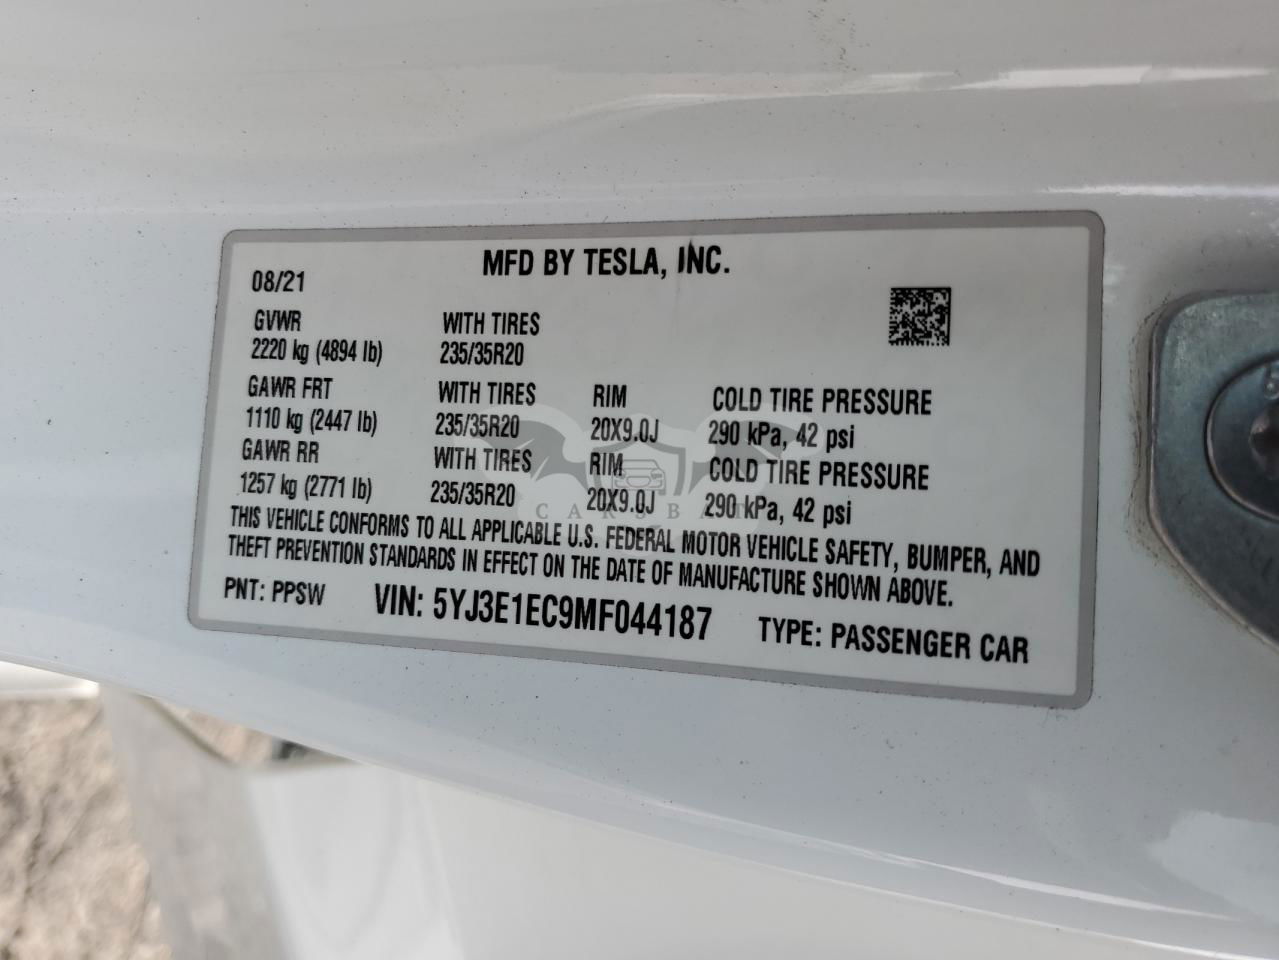 MFD BY TESLA, INC.
08/21
GVWR WITH TIRES
2220 kg (4894 lb) 235/35R20
GAWR FRT WITH TIRES RIM COLD TIRE PRESSURE
1110 kg (2447 lb) 235/35R20 20X9.0J 290 kPa, 42 psi
GAWR RR WITH TIRES RIM COLD TIRE PRESSURE
1257 kg (2771 lb) 235/35R20 20X9.0J 290 kPa, 42 psi
THIS VEHICLE CONFORMS TO ALL APPLICABLE U.S. FEDERAL MOTOR VEHICLE SAFETY, BUMPER, AND
THEFT PREVENTION STANDARDS IN EFFECT ON THE DATE OF MANUFACTURE SHOWN ABOVE.
PNT: PPSW VIN: 5YJ3E1EC9MF044187 TYPE: PASSENGER CAR
CARSBAT